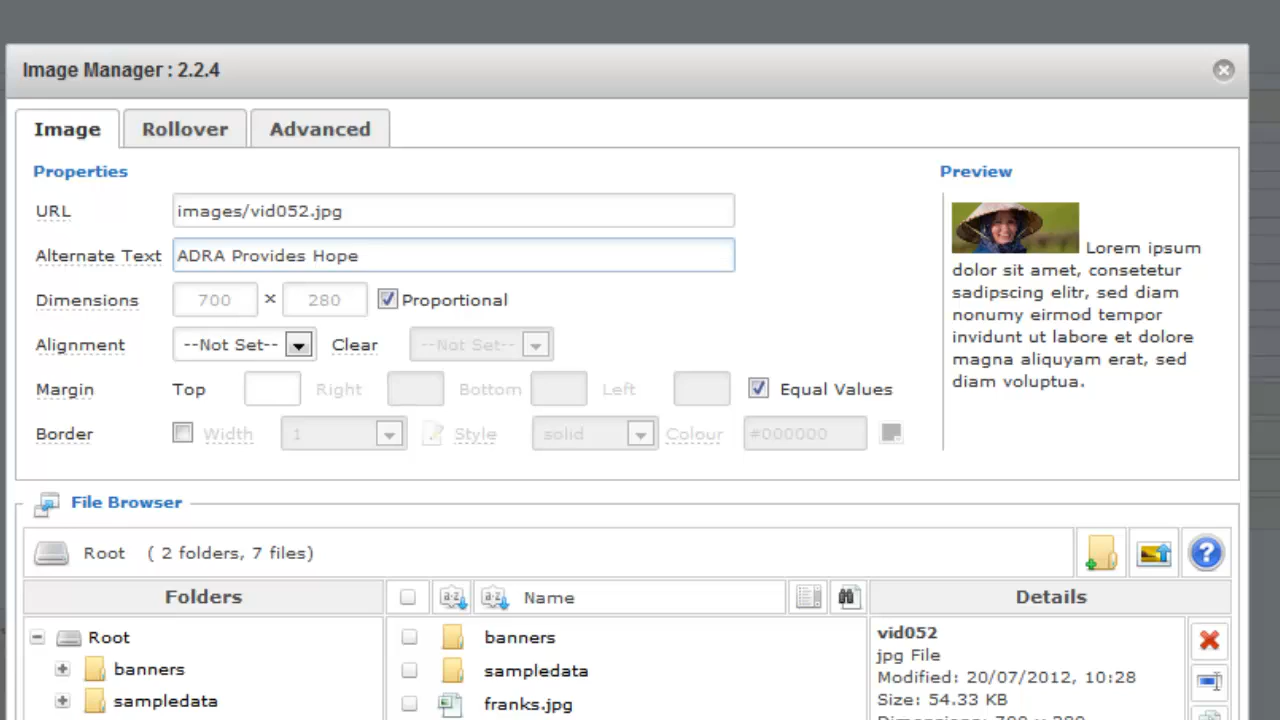 Image Manager : 2.2.4
Image Rollover Advanced
Properties
URL images/vid052.jpg
Alternate Text ADRA Provides Hope
Dimensions 700 × 280 Proportional
Alignment --Not Set-- Clear --Not Set--
Margin Top Right Bottom Left Equal Values
Border Width 1 Style solid Colour #000000
Preview
Lorem ipsum
dolor sit amet, consetetur
sadipscing elitr, sed diam
nonumy eirmod tempor
invidunt ut labore et dolore
magna aliquyam erat, sed
diam voluptua.
File Browser
Root ( 2 folders, 7 files)
Folders Name Details
Root
banners
sampledata
banners
sampledata
franks.jpg
vid052
jpg File
Modified: 20/07/2012, 10:28
Size: 54.33 KB
Dimensions: 700 x 280